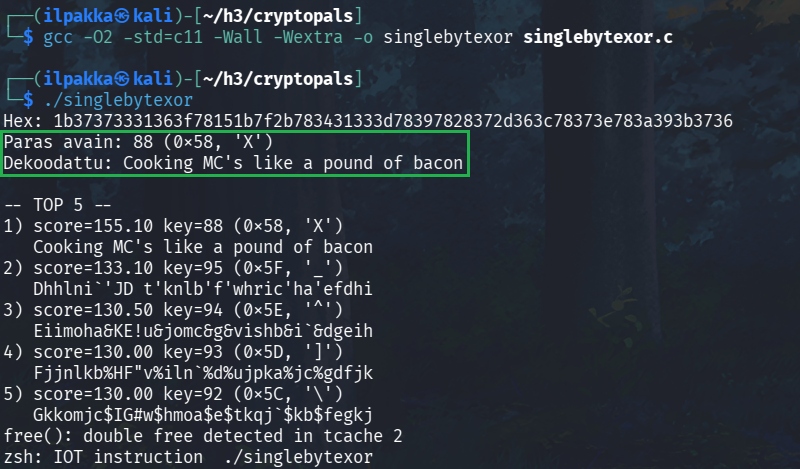 ┌──(ilpakka㉿kali)-[~/h3/cryptopals]
└─$ gcc -O2 -std=c11 -Wall -Wextra -o singlebytexor singlebytexor.c
┌──(ilpakka㉿kali)-[~/h3/cryptopals]
└─$ ./singlebytexor
Hex: 1b37373331363f78151b7f2b783431333d78397828372d363c78373e783a393b3736
Paras avain: 88 (0×58, 'X')
Dekoodattu: Cooking MC's like a pound of bacon
-- TOP 5 --
1) score=155.10 key=88 (0×58, 'X')
Cooking MC's like a pound of bacon
2) score=133.10 key=95 (0×5F, '_')
Dhhlni`'JD t'knlb'f'whric'ha'efdhi
3) score=130.50 key=94 (0×5E, '^')
Eiimoha&KE!u&jomc&g&vishb&i`&dgeih
4) score=130.00 key=93 (0×5D, ']')
Fjjnlkb%HF"v%iln`%d%ujpka%jc%gdfjk
5) score=130.00 key=92 (0×5C, '\')
Gkkomjc$IG#w$hmoa$e$tkqj`$kb$fegkj
free(): double free detected in tcache 2
zsh: IOT instruction  ./singlebytexor